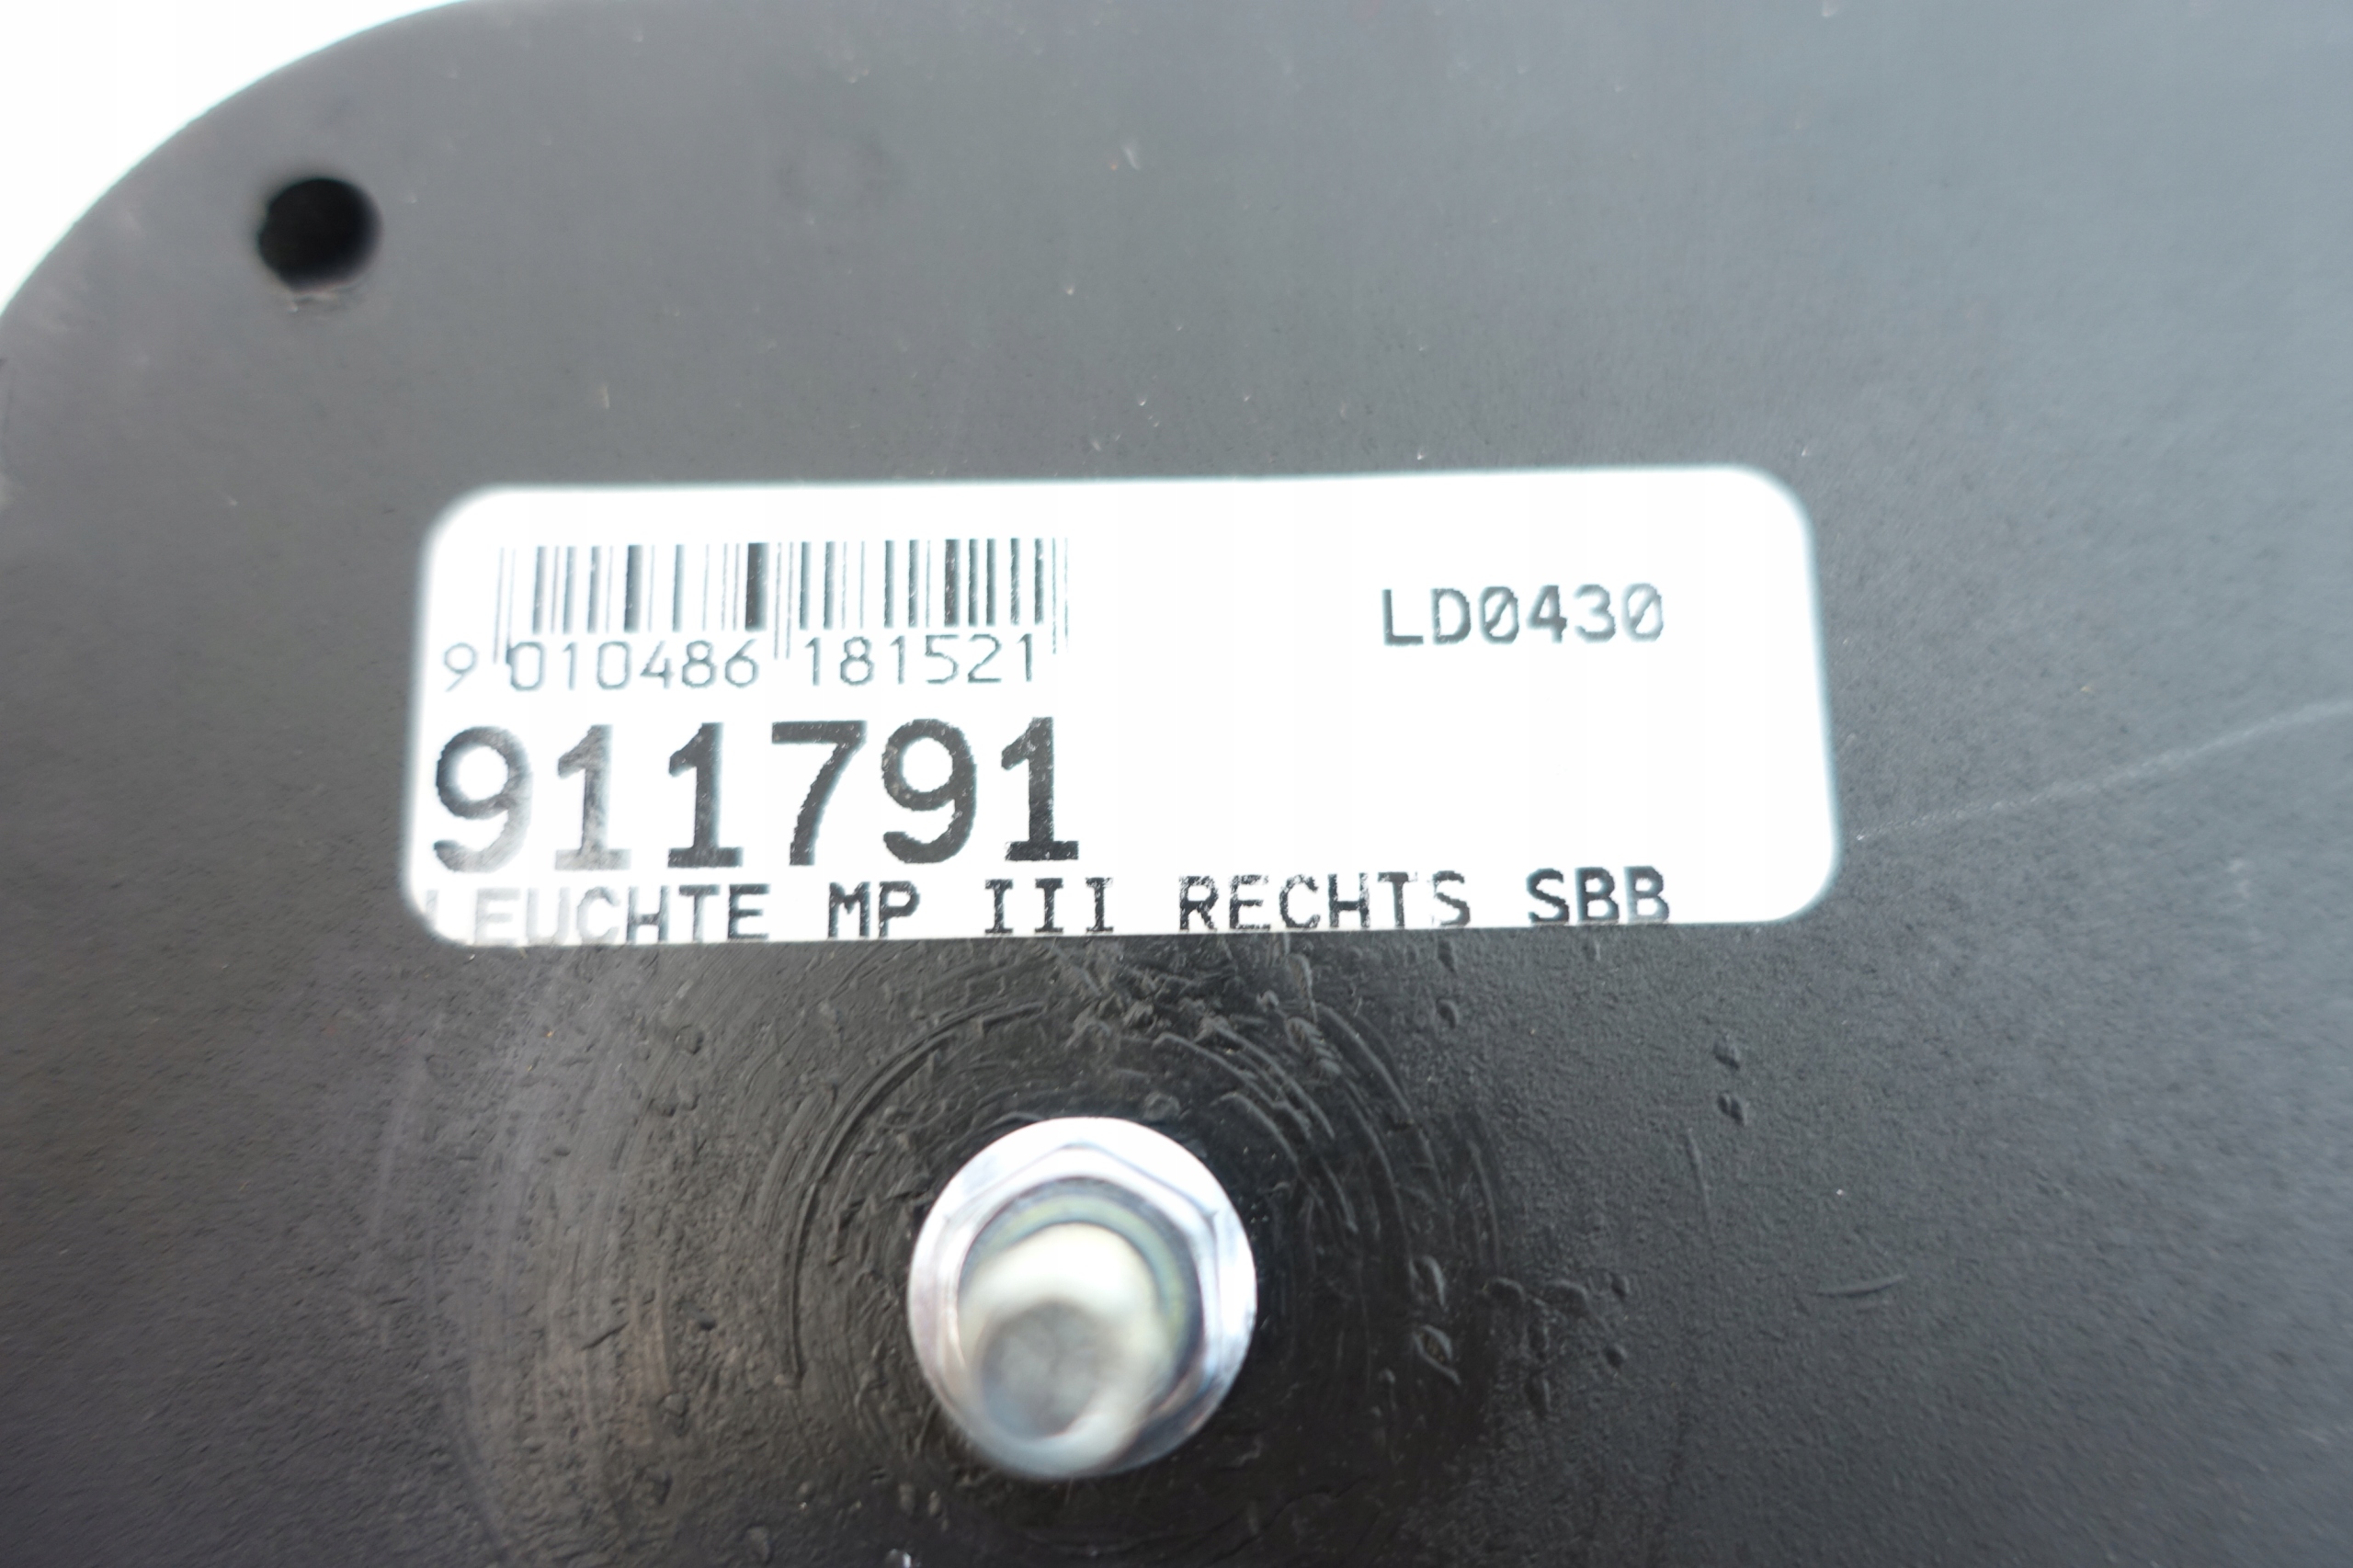 LD0430
9 010486 181521
911791
LEUCHTE MP III RECHTS SBB